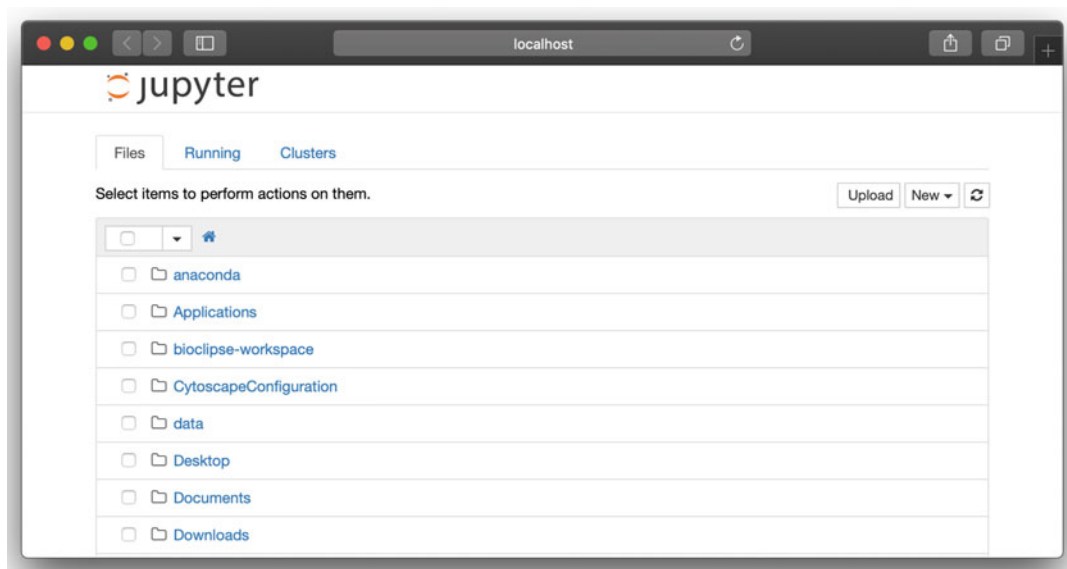 localhost
jupyter
Files Running Clusters
Select items to perform actions on them. Upload New
anaconda
Applications
bioclipse-workspace
CytoscapeConfiguration
data
Desktop
Documents
Downloads